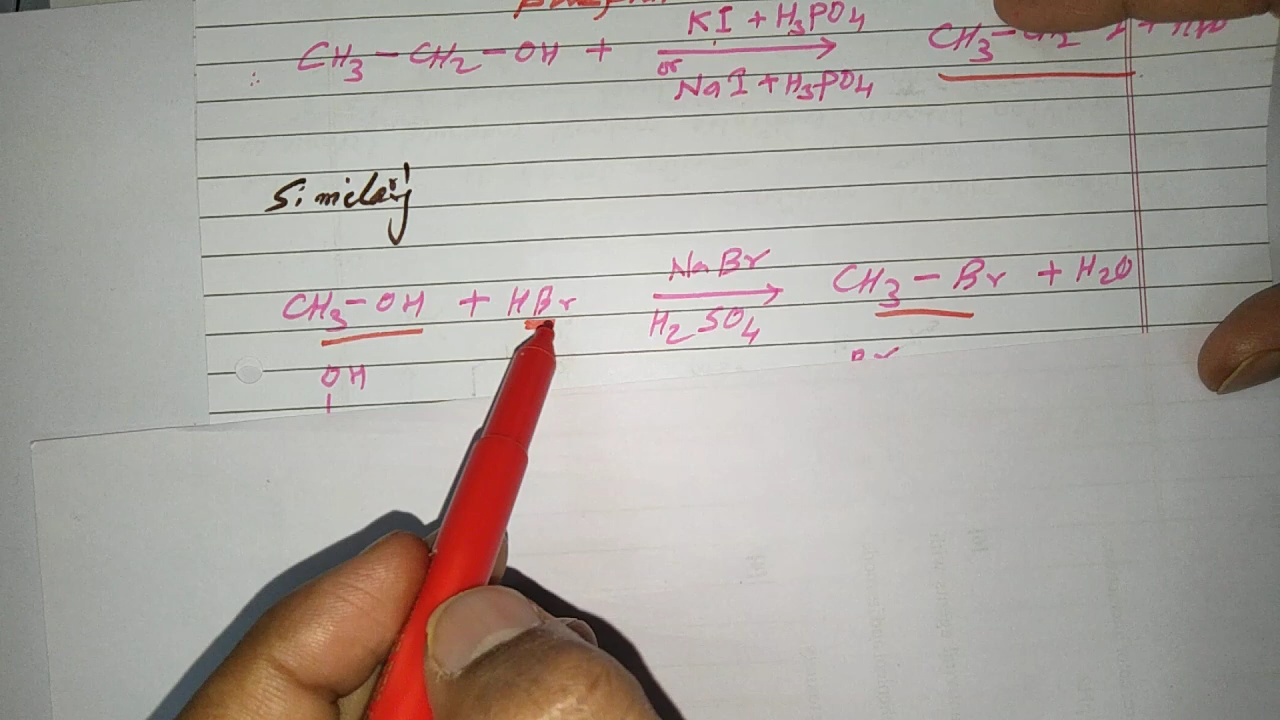 KI + H3PO4
CH3-CH2-OH + or CH3-
NaI + H3PO4
Similarly
NaBr
CH3-OH + HBr CH3-Br + H2O
H2SO4
OH